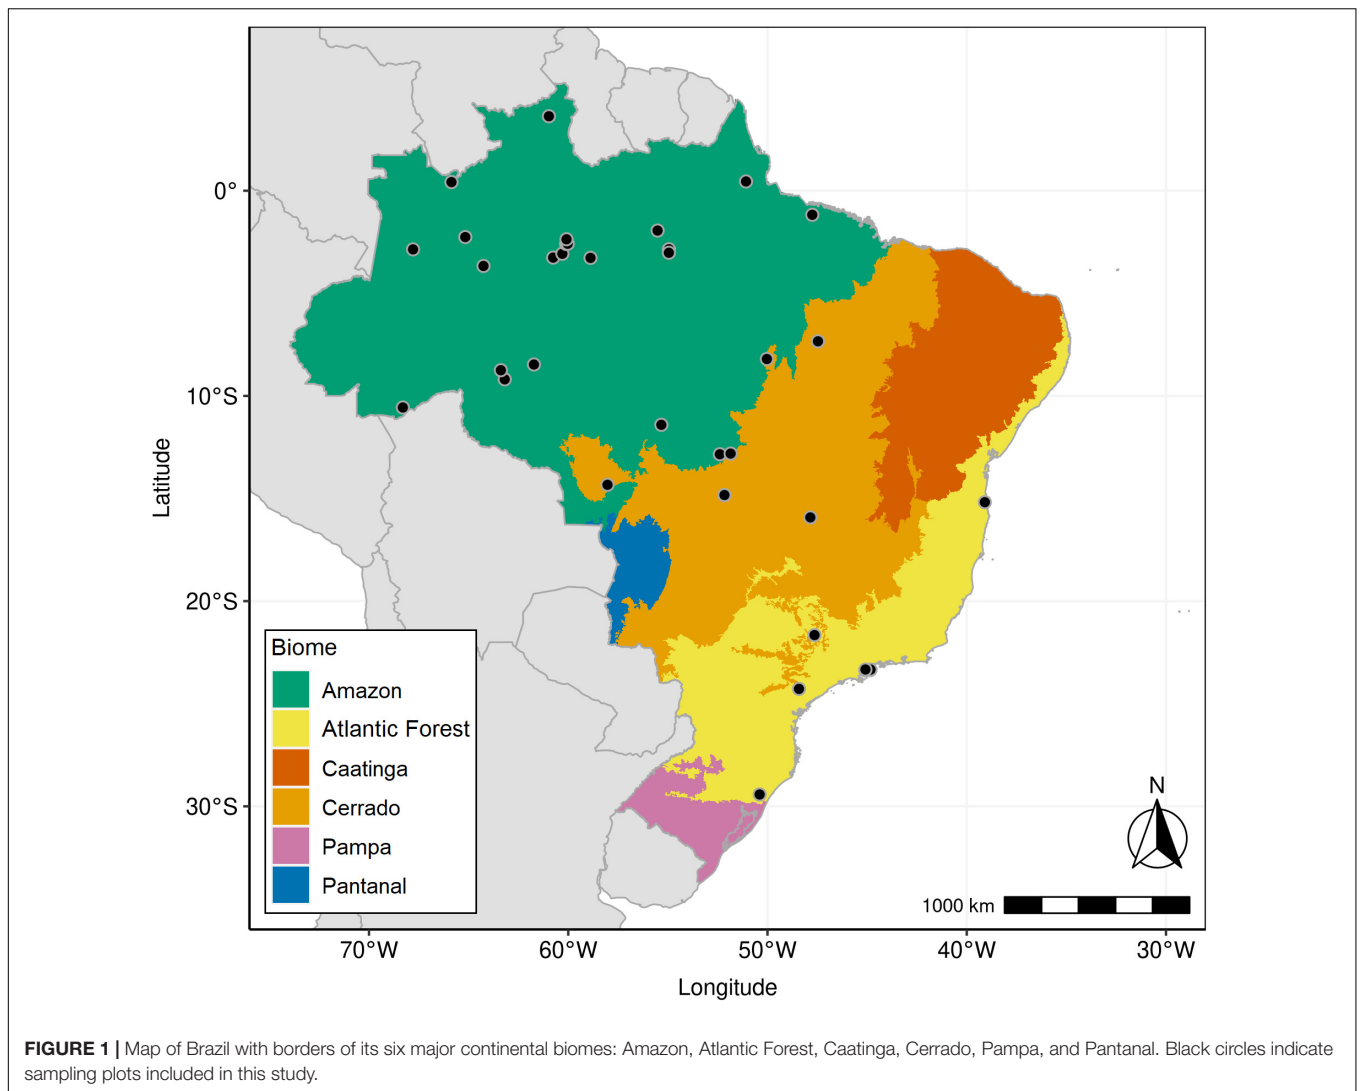 0°
10°S
20°S
30°S
Latitude
Biome
Amazon
Atlantic Forest
Caatinga
Cerrado
Pampa
Pantanal
N
1000 km
70°W 60°W 50°W 40°W 30°W
Longitude
FIGURE 1 | Map of Brazil with borders of its six major continental biomes: Amazon, Atlantic Forest, Caatinga, Cerrado, Pampa, and Pantanal. Black circles indicate
sampling plots included in this study.